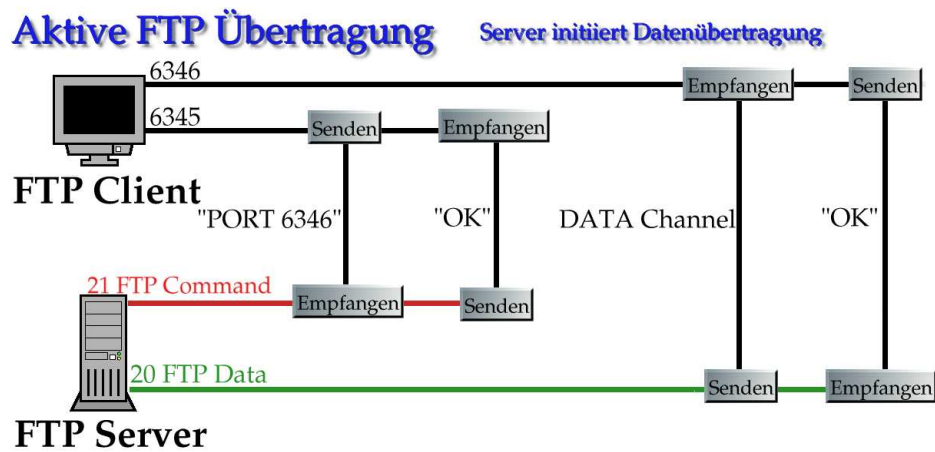 Aktive FTP Übertragung
Server initiiert Datenübertragung
6346
Empfangen
Senden
6345
Senden
Empfangen
FTP Client
"PORT 6346"
"OK"
DATA Channel
"OK"
21 FTP Command
Empfangen
Senden
20 FTP Data
Senden
Empfangen
FTP Server